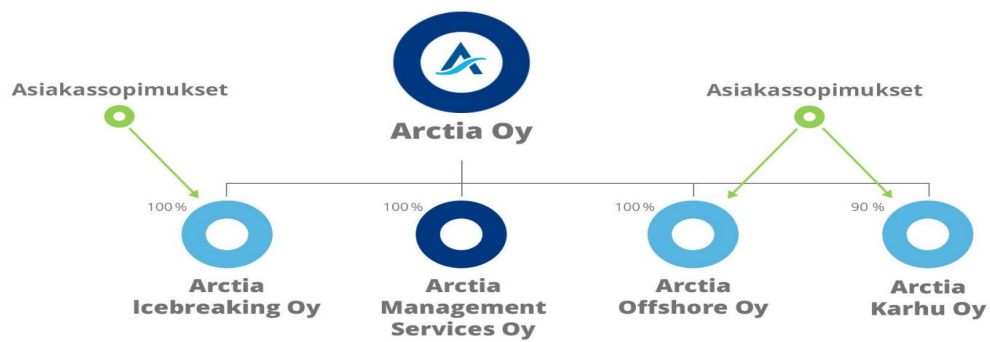 Asiakassopimukset
Asiakassopimukset
Arctia Oy
100 %
100 %
100 %
90 %
Arctia
Icebreaking Oy
Arctia
Management
Services Oy
Arctia
Offshore Oy
Arctia
Karhu Oy